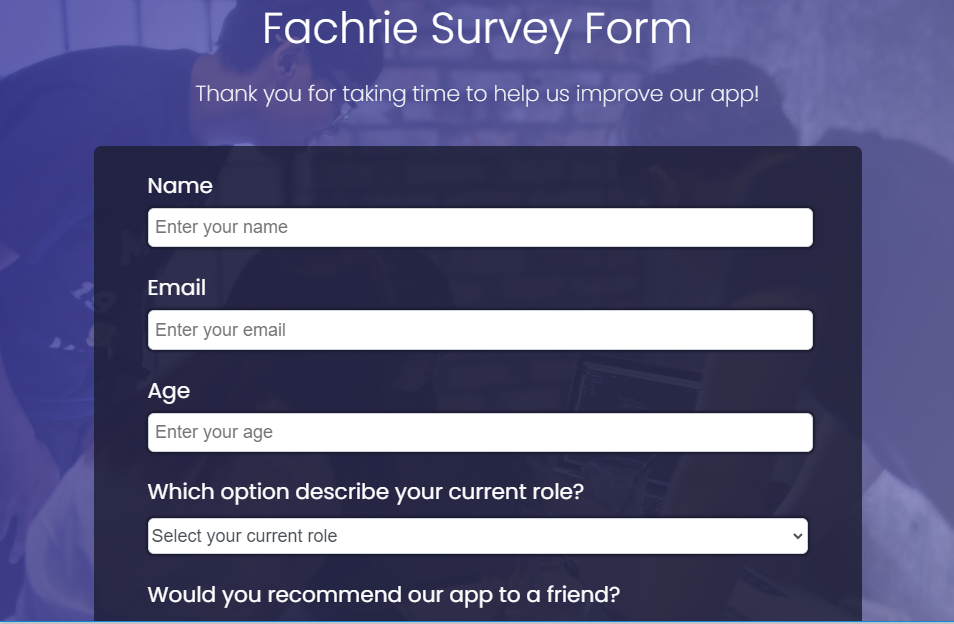 Fachrie Survey Form
Thank you for taking time to help us improve our app!
Name
Enter your name
Email
Enter your email
Age
Enter your age
Which option describe your current role?
Select your current role
Would you recommend our app to a friend?